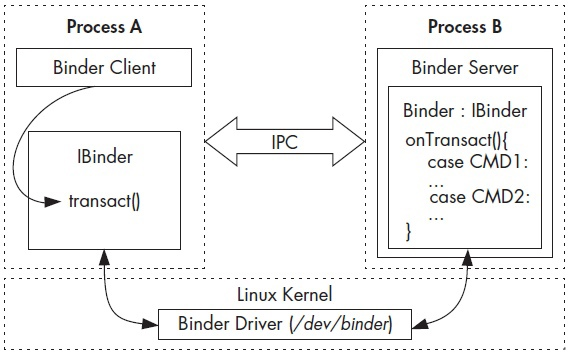 Process A
Binder Client
IBinder
transact()
IPC
Process B
Binder Server
Binder : IBinder
onTransact(){
case CMD1:
...
case CMD2:
...
}
Linux Kernel
Binder Driver (/dev/binder)